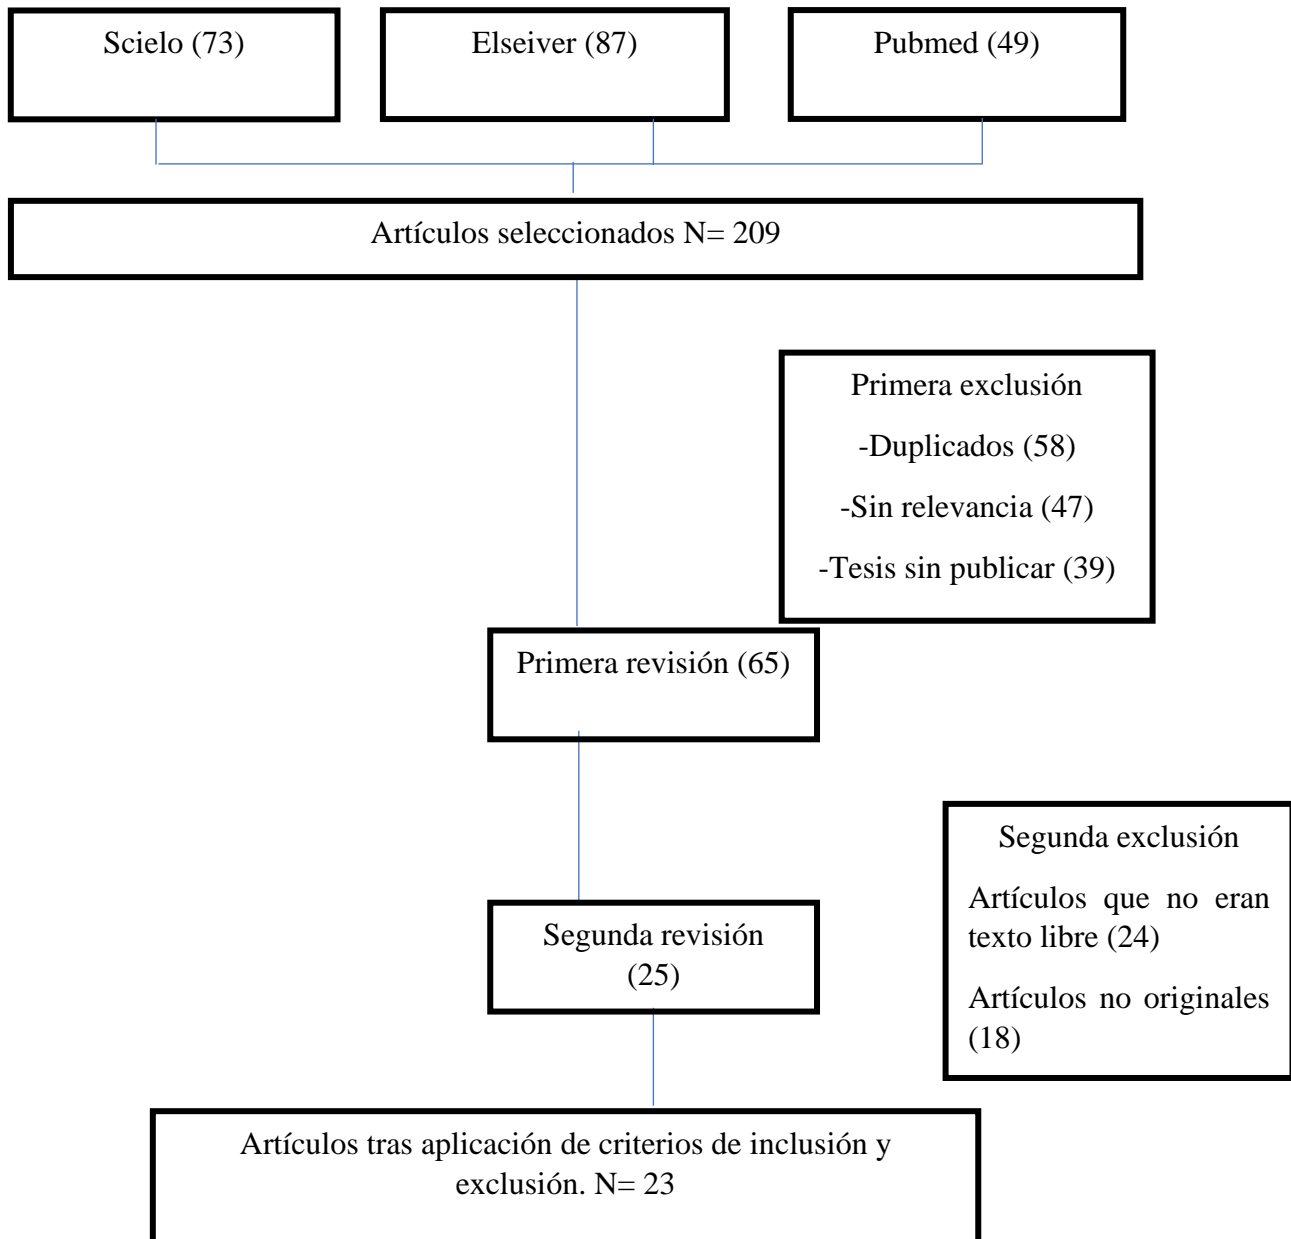 Scielo (73)
Elseiver (87)
Pubmed (49)
Artículos seleccionados N= 209
Primera exclusión
-Duplicados (58)
-Sin relevancia (47)
-Tesis sin publicar (39)
Primera revisión (65)
Segunda exclusión
Artículos que no eran
texto libre (24)
Artículos no originales
(18)
Segunda revisión
(25)
Artículos tras aplicación de criterios de inclusión y
exclusión. N= 23